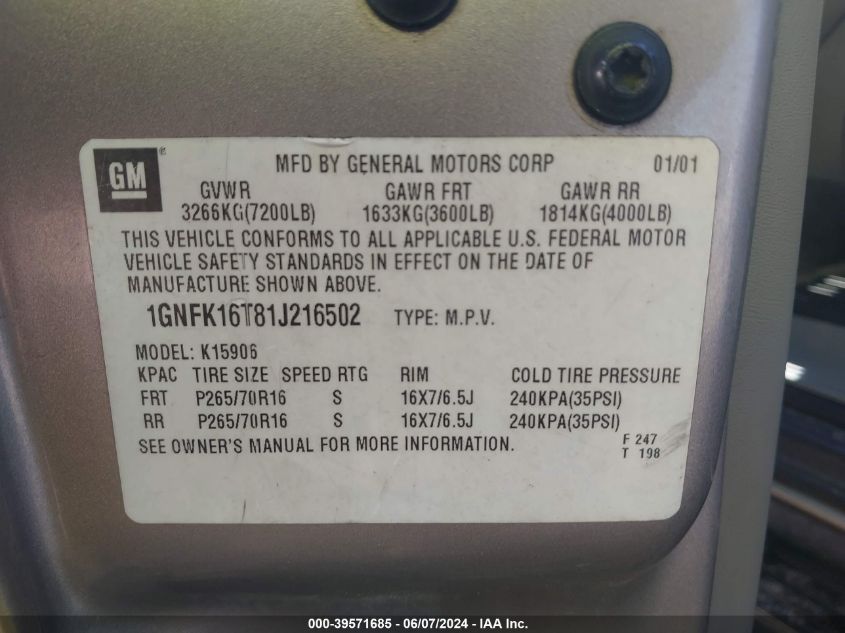 GM ® MFD BY GENERAL MOTORS CORP 01/01
GVWR GAWR FRT GAWR RR
3266KG(7200LB) 1633KG(3600LB) 1814KG(4000LB)
THIS VEHICLE CONFORMS TO ALL APPLICABLE U.S. FEDERAL MOTOR
VEHICLE SAFETY STANDARDS IN EFFECT ON THE DATE OF
MANUFACTURE SHOWN ABOVE.
1GNFK16T81J216502 TYPE: M.P.V.
MODEL: K15906
KPAC TIRE SIZE SPEED RTG RIM COLD TIRE PRESSURE
FRT P265/70R16 S 16X7/6.5J 240KPA(35PSI)
RR P265/70R16 S 16X7/6.5J 240KPA(35PSI)
SEE OWNER'S MANUAL FOR MORE INFORMATION.
F 247
T 198
000-39571685 - 06/07/2024 - IAA Inc.